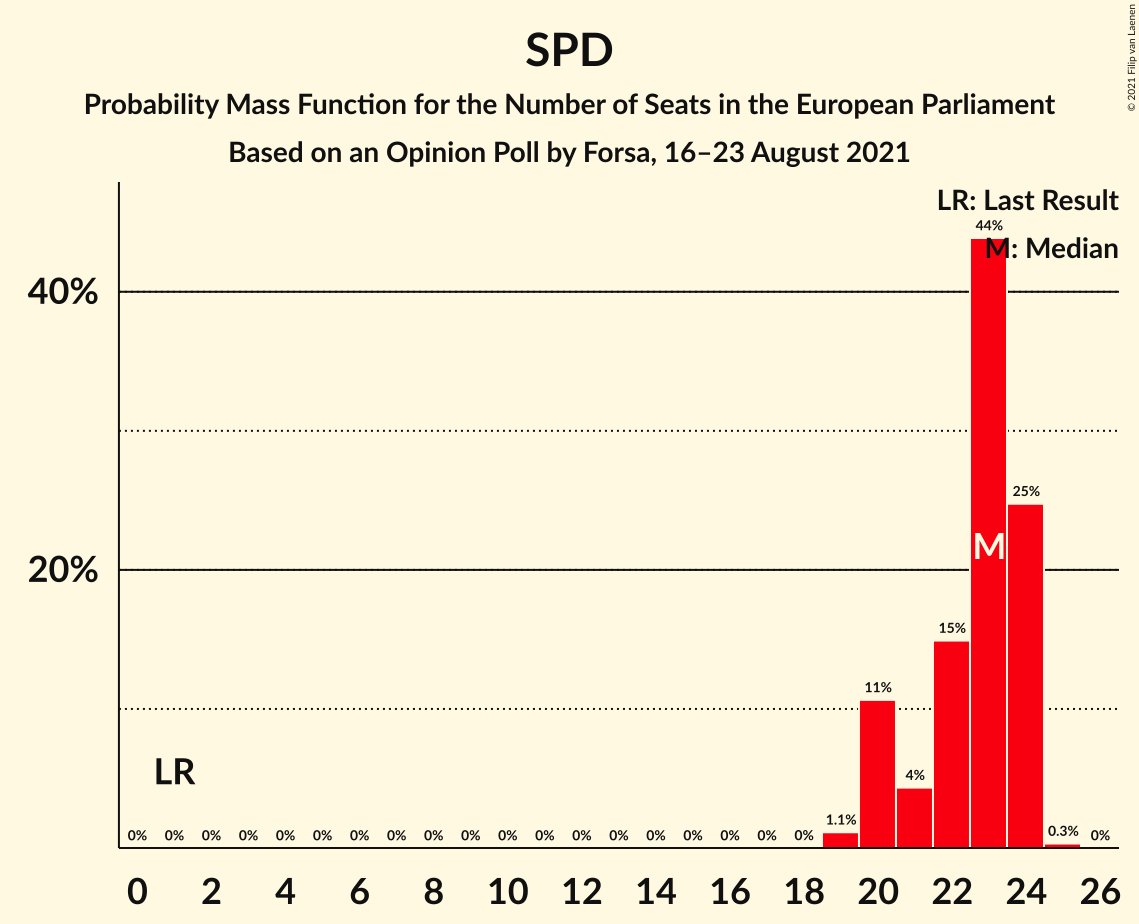 SPD
Probability Mass Function for the Number of Seats in the European Parliament
Based on an Opinion Poll by Forsa, 16–23 August 2021
© 2021 Filip van Laenen
LR: Last Result
M: Median
44%
40%
25%
M
20%
15%
11%
LR
4%
1.1%
0.3%
0% 0% 0% 0% 0% 0% 0% 0% 0% 0% 0% 0% 0% 0% 0% 0% 0% 0% 0% 0%
0 2 4 6 8 10 12 14 16 18 20 22 24 26